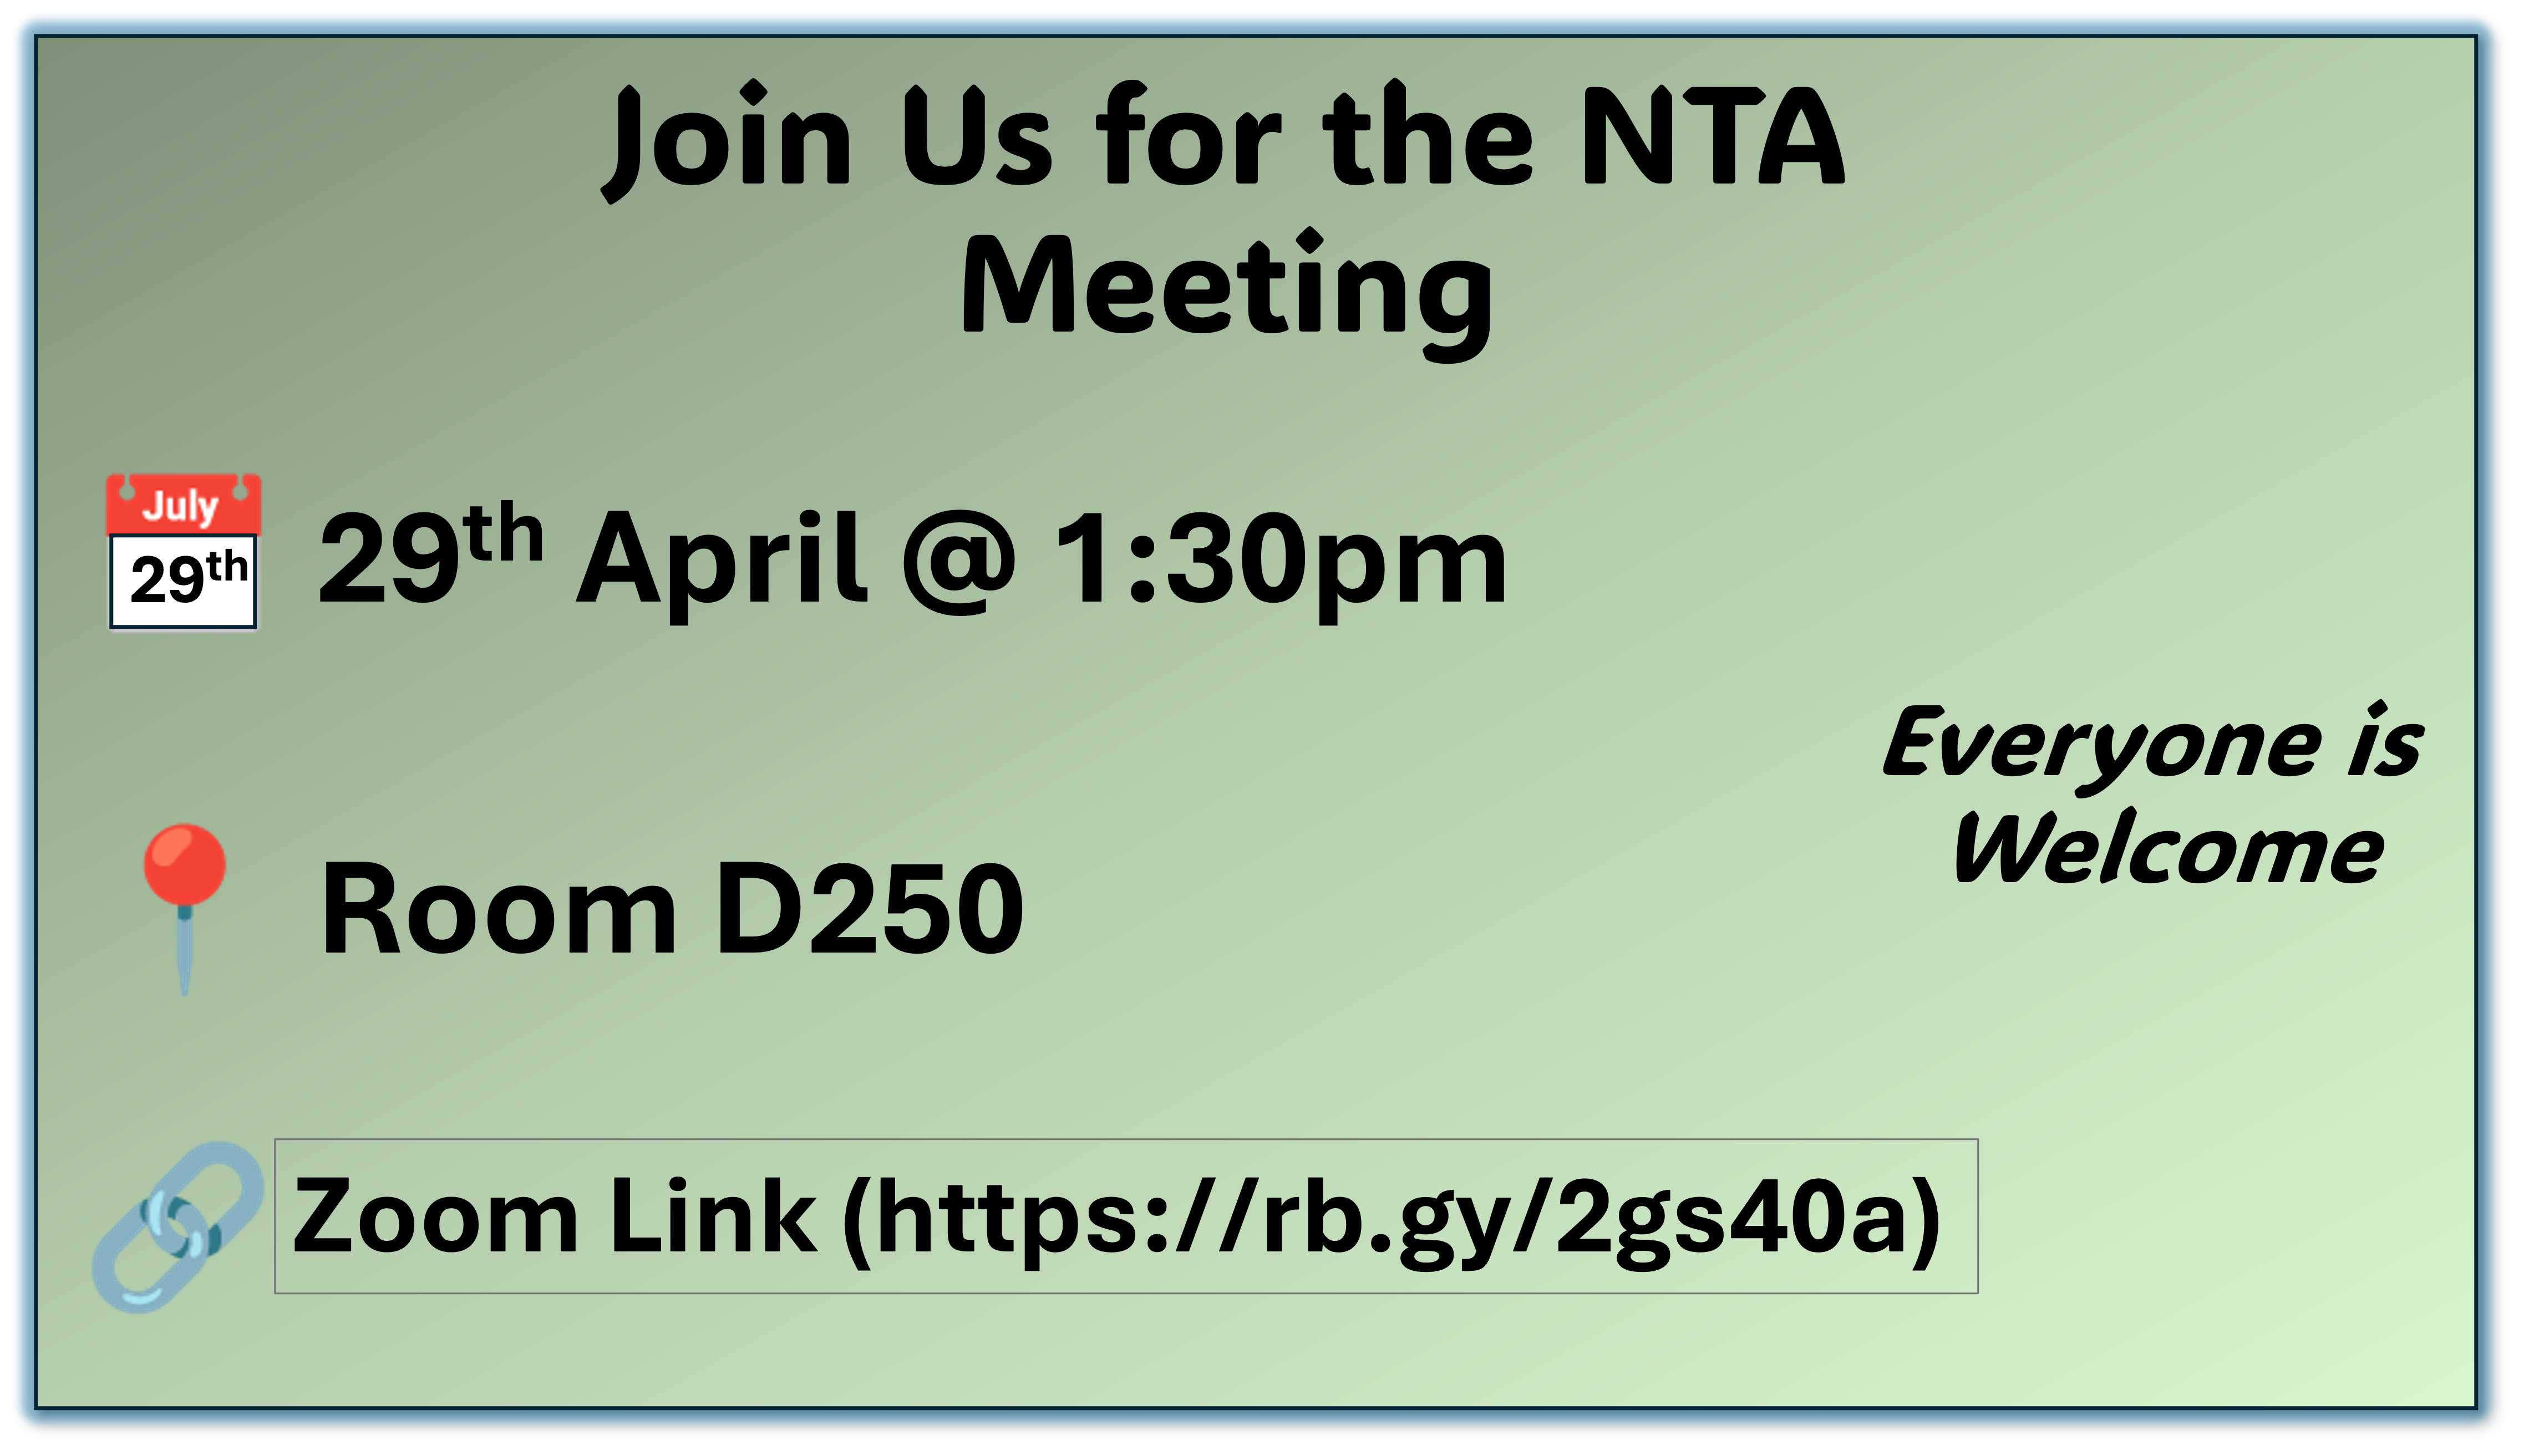 Join Us for the NTA
Meeting
July
29th
29th April @ 1:30pm
Everyone is
Welcome
Room D250
Zoom Link (https://rb.gy/2gs40a)